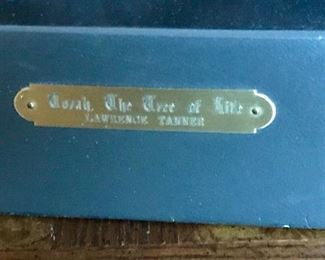 Torah, The Tree of Life
LAWRENCE TANNER